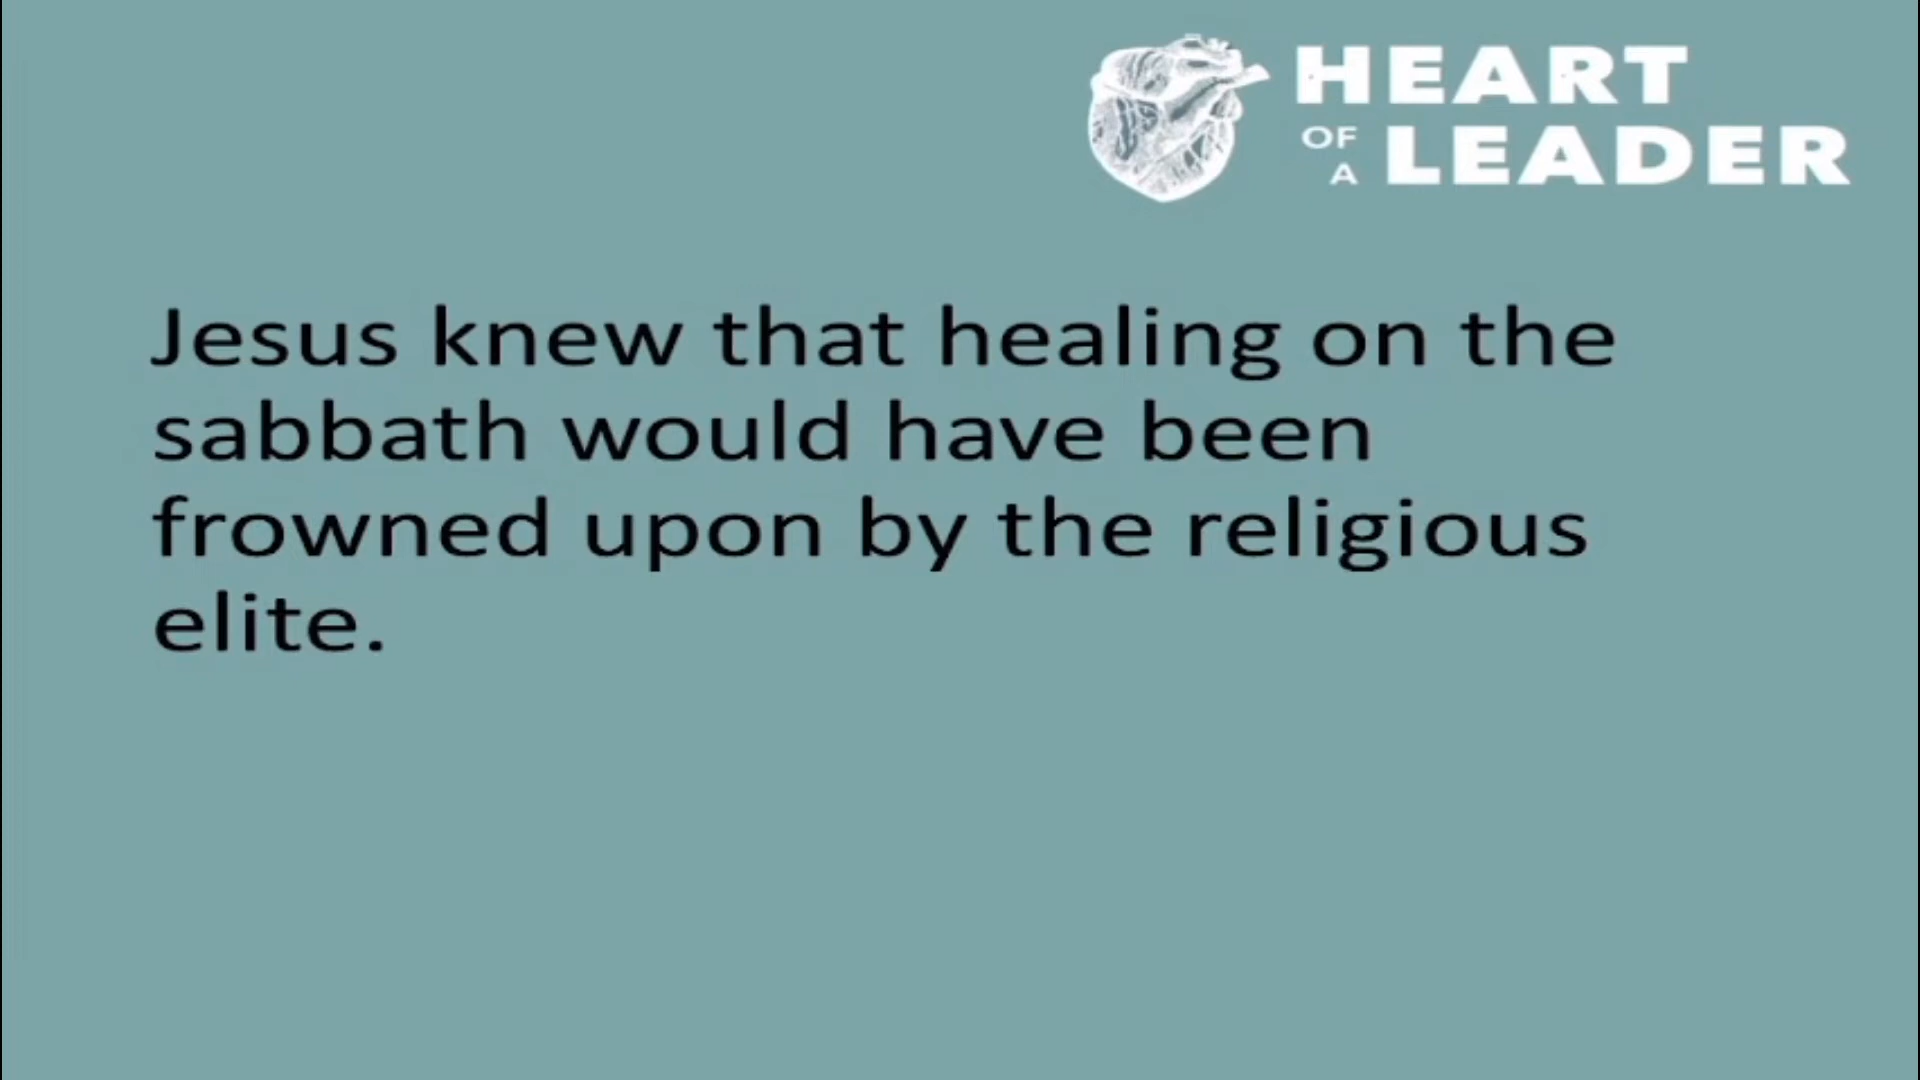 HEART
OF A LEADER
Jesus knew that healing on the
sabbath would have been
frowned upon by the religious
elite.